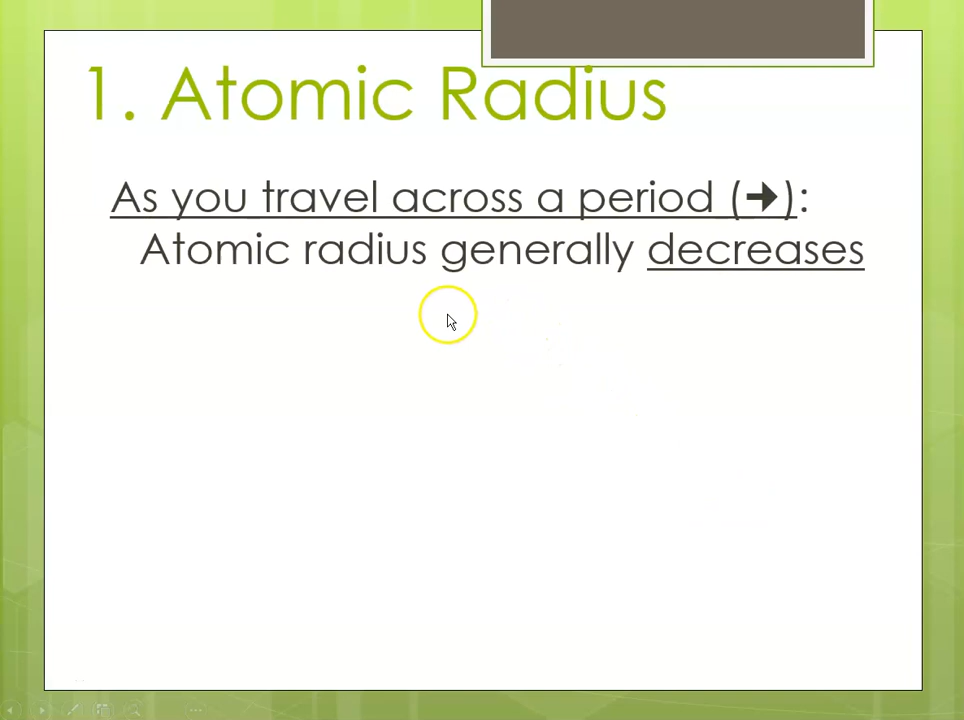 1. Atomic Radius
As you travel across a period (➔):
Atomic radius generally decreases